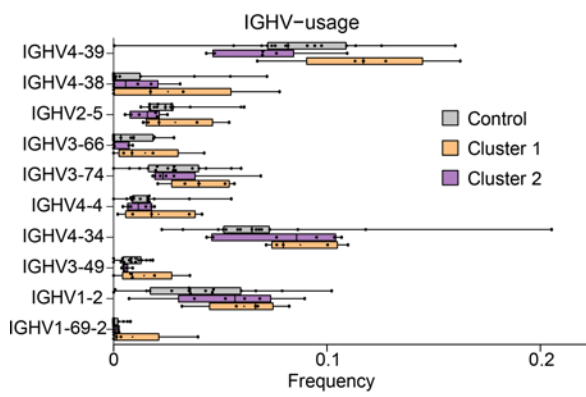 IGHV-usage
IGHV4-39
IGHV4-38
IGHV2-5
IGHV3-66
IGHV3-74
IGHV4-4
IGHV4-34
IGHV3-49
IGHV1-2
IGHV1-69-2
Control
Cluster 1
Cluster 2
0 0.1 0.2
Frequency